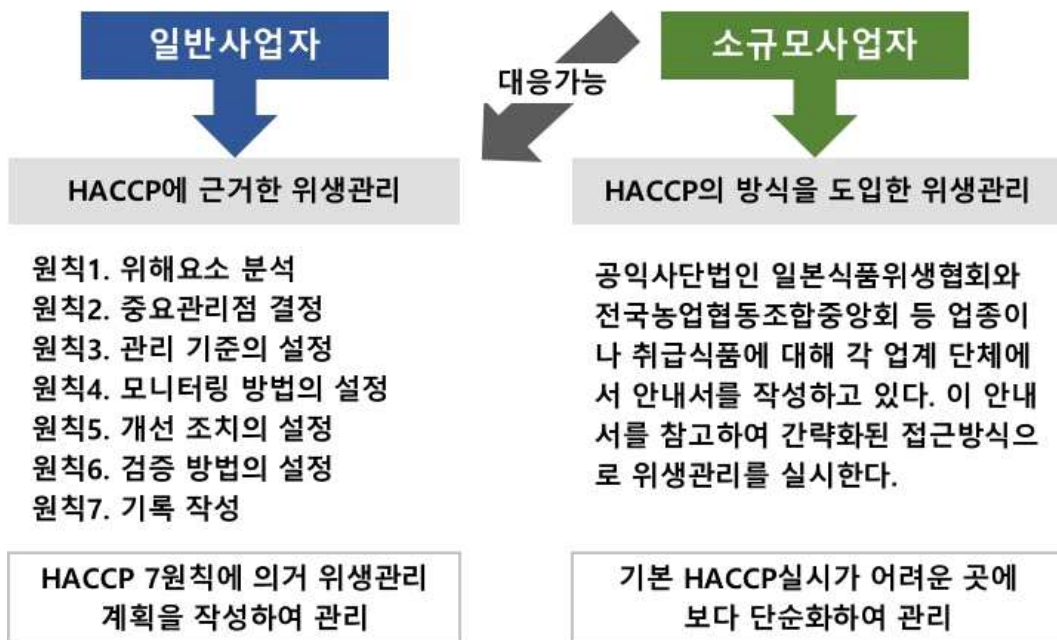 일반사업자
소규모사업자
대응가능
HACCP에 근거한 위생관리
HACCP의 방식을 도입한 위생관리
원칙1. 위해요소 분석
원칙2. 중요관리점 결정
원칙3. 관리 기준의 설정
원칙4. 모니터링 방법의 설정
원칙5. 개선 조치의 설정
원칙6. 검증 방법의 설정
원칙7. 기록 작성
공익사단법인 일본식품위생협회와
전국농업협동조합중앙회 등 업종이
나 취급식품에 대해 각 업계 단체에
서 안내서를 작성하고 있다. 이 안내
서를 참고하여 간략화된 접근방식으
로 위생관리를 실시한다.
HACCP 7원칙에 의거 위생관리
계획을 작성하여 관리
기본 HACCP실시가 어려운 곳에
보다 단순화하여 관리